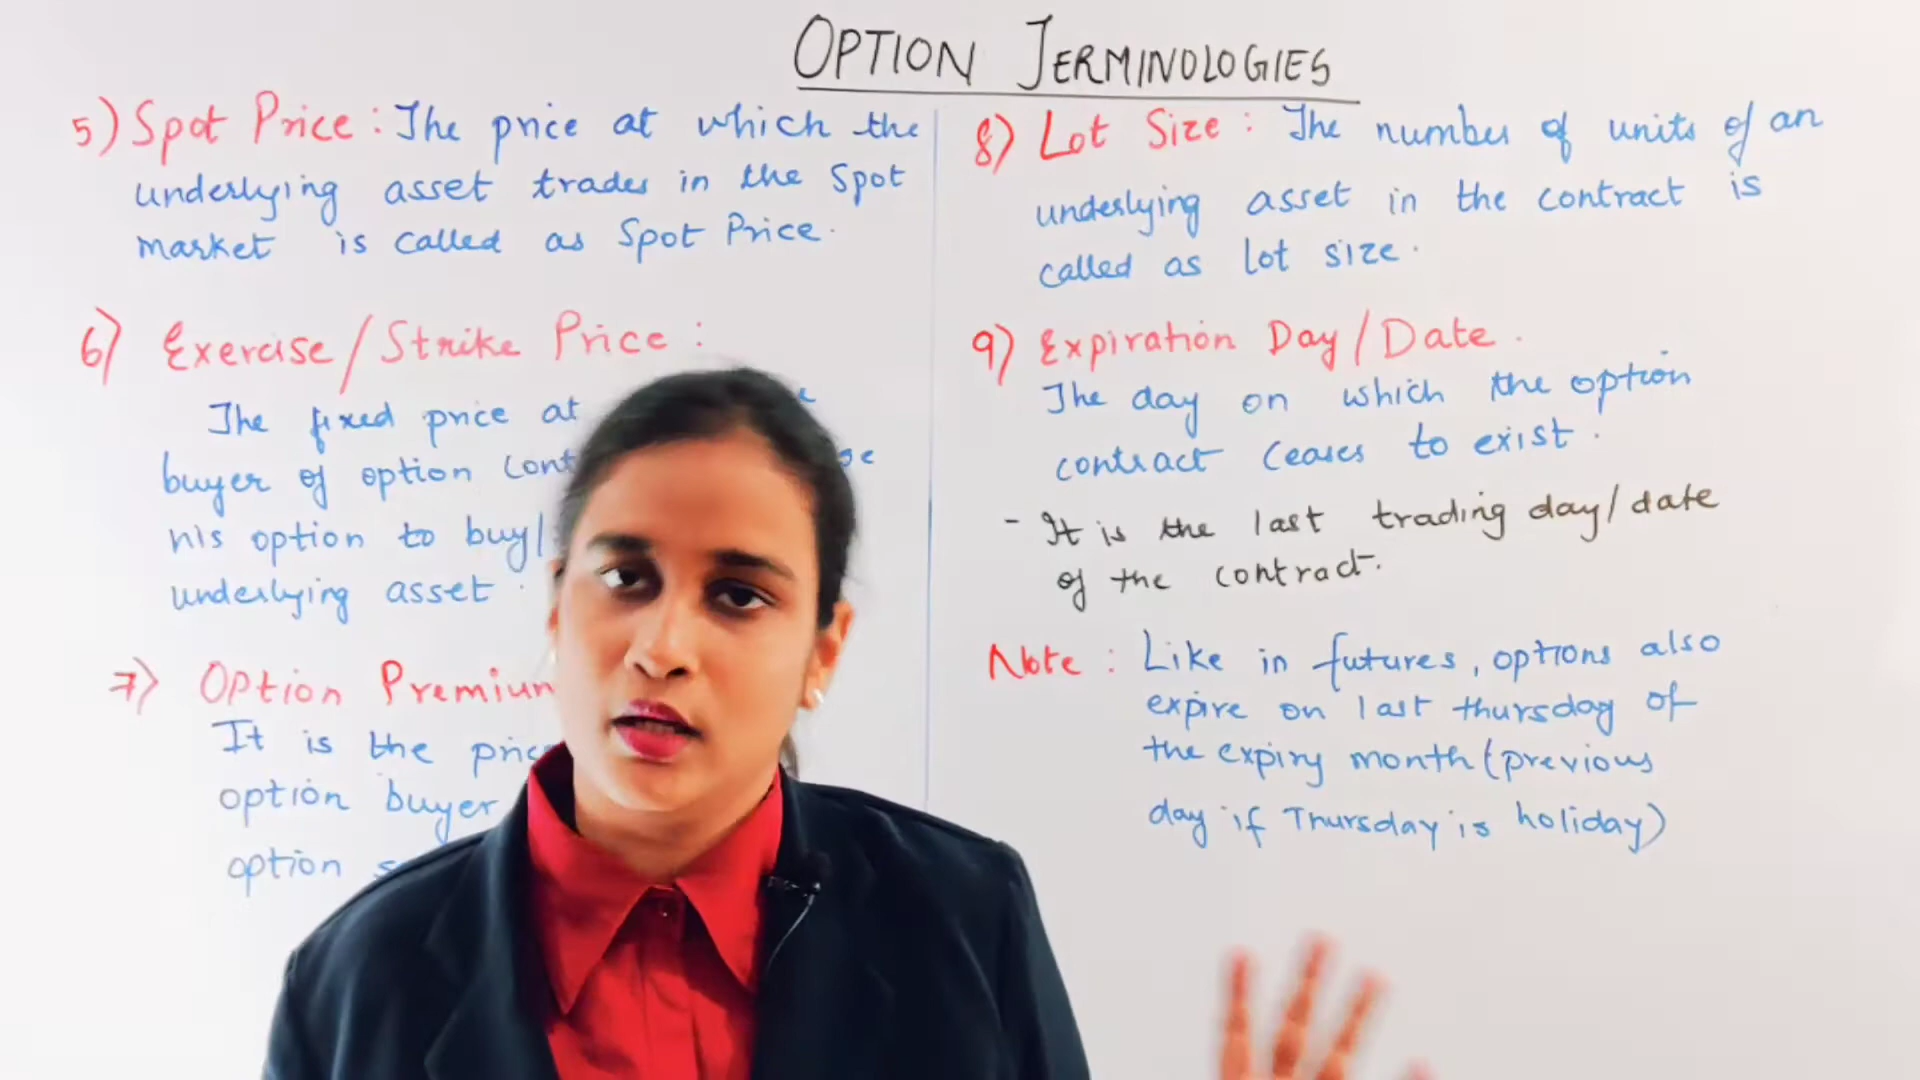 OPTION TERMINOLOGIES
5) Spot Price : The price at which the
underlying asset trades in the spot
market is called as Spot Price.
6) Exercise/Strike Price :
The fixed price at
buyer of option
his option to buy/
underlying asset.
7) Option Premium
It is the price
option buyer
option
8) Lot Size : The number of units of an
underlying asset in the contract is
called as lot size.
9) Expiration Day/Date.
The day on which the option
contract ceases to exist.
- It is the last trading day/date
of the contract.
Note : Like in futures, options also
expire on last thursday of
the expiry month (previous
day if Thursday is holiday)